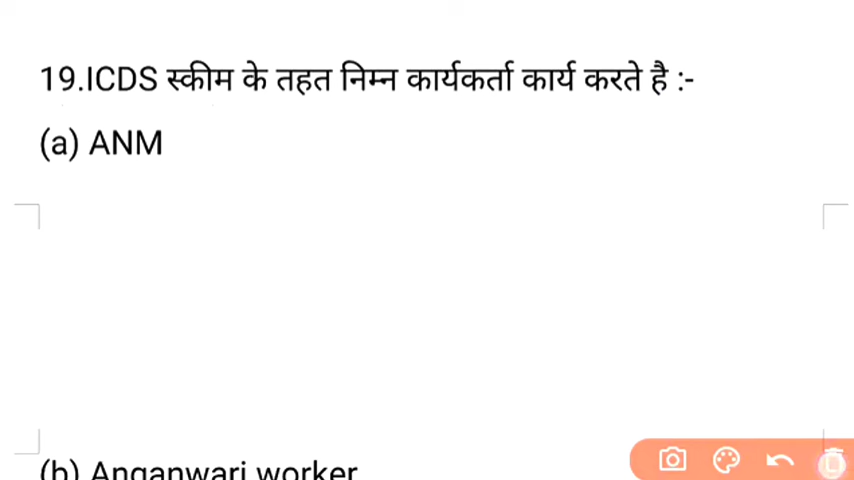 19.ICDS स्कीम के तहत निम्न कार्यकर्ता कार्य करते है :-
(a) ANM
(b) Anganwari worker